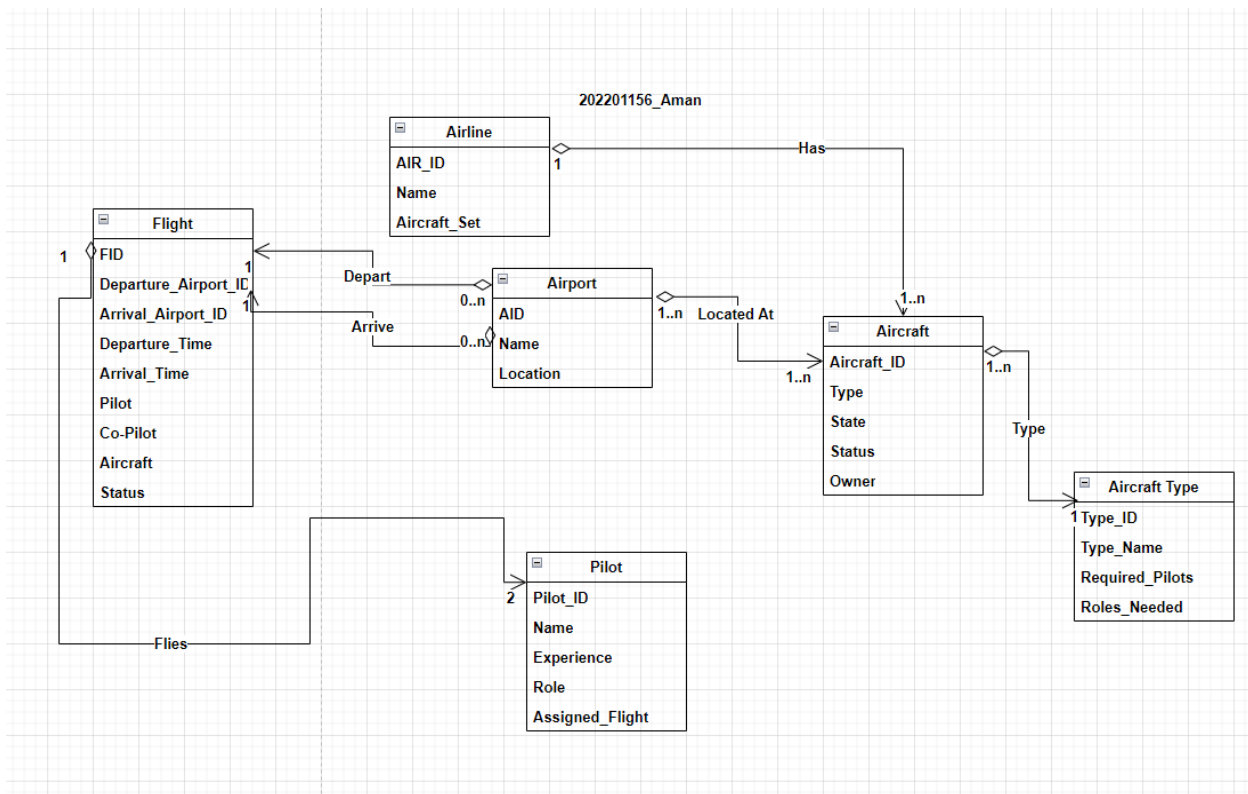 202201156_Aman
Airline
AIR_ID
Name
Aircraft_Set
1
Has
1..n
Flight
FID
Departure_Airport_ID
Arrival_Airport_ID
Departure_Time
Arrival_Time
Pilot
Co-Pilot
Aircraft
Status
1
1
Depart
0..n
1
Arrive
0..n
Airport
AID
Name
Location
1..n
Located At
1..n
Aircraft
Aircraft_ID
Type
State
Status
Owner
1..n
Type
1
Aircraft Type
Type_ID
Type_Name
Required_Pilots
Roles_Needed
Flies
2
Pilot
Pilot_ID
Name
Experience
Role
Assigned_Flight